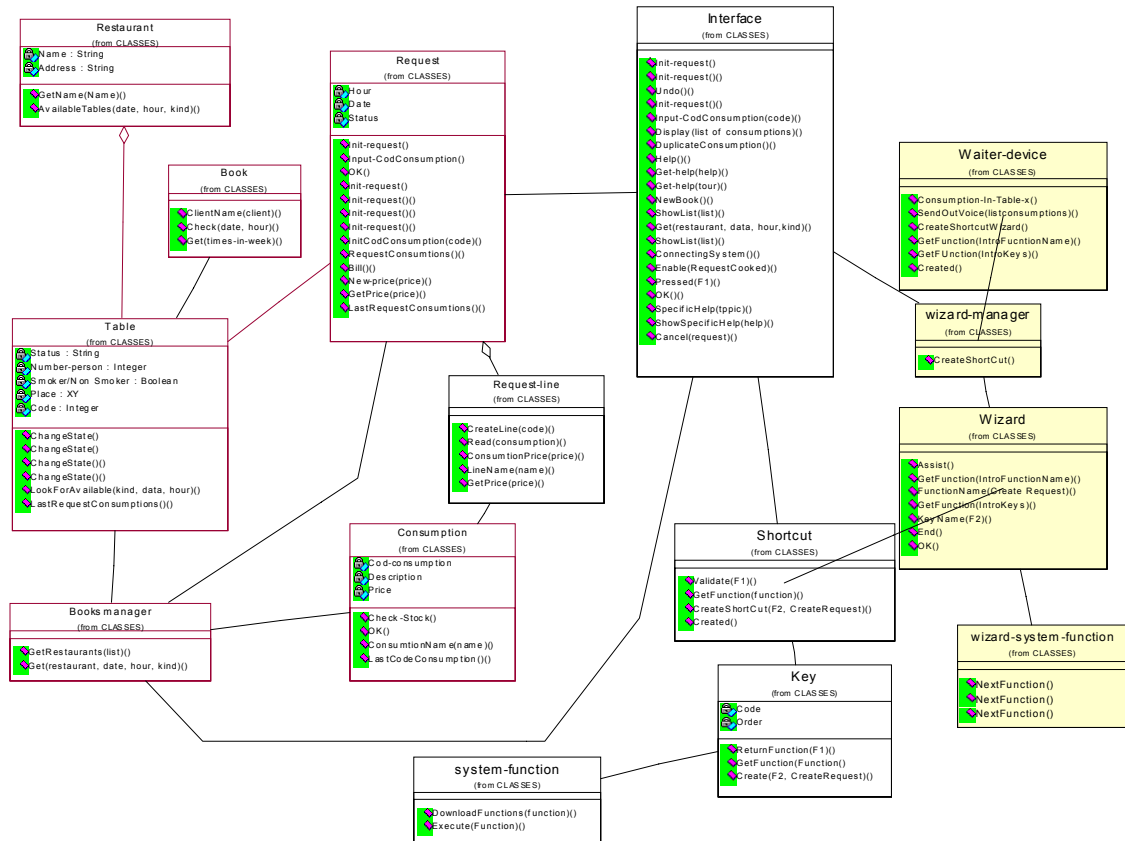 Restaurant
(from CLASSES)
Name : String
Address : String
GetName(Name)()
AvailableTables(date, hour, kind)()
Book
(from CLASSES)
ClientName(client)()
Check(date, hour)()
Get(times-in-week)()
Table
(from CLASSES)
Status : String
Number-person : Integer
Smoker/Non Smoker : Boolean
Place : XY
Code : Integer
ChangeState()
ChangeState()
ChangeState()()
ChangeState()()
LookForAvailable(kind, data, hour)()
LastRequestConsumptions()()
Books manager
(from CLASSES)
GetRestaurants(list)()
Get(restaurant, date, hour, kind)()
Request
(from CLASSES)
Hour
Date
Status
Init-request()
Input-CodConsumption()
OK()
init-request()
Init-request()()
Init-request()()
Init-request()()
InitCodConsumption(code)()
RequestConsumtions()()
Bill()()
New-price(price)()
GetPrice(price)()
LastRequestConsumtions()()
Request-line
(from CLASSES)
CreateLine(code)()
Read(consumption)()
ConsumtionPrice(price)()
LineName(name)()
GetPrice(price)()
Consumption
(from CLASSES)
Cod-consumption
Description
Price
Check-Stock()
OK()
ConsumtionName(name)()
LastCodeConsumption()()
Interface
(from CLASSES)
Init-request()
Init-request()()
Undo()()
Init-request()()
Input-CodConsumption(code)()
Display(list of consumptions)()
DuplicateConsumption()()
Help()()
Get-help(help)()
Get-help(tour)()
NewBook()()
ShowList(list)()
Get(restaurant, data, hour,kind)()
ShowList(list)()
ConnectingSystem()()
Enable(RequestCooked)()
Pressed(F1)()
OK()()
SpecificHelp(tppic)()
ShowSpecificHelp(help)()
Cancel(request)()
Waiter-device
(from CLASSES)
Consumption-In-Table-x()
SendOutVoice(listconsumptions)()
CreateShortcutWizard()()
GetFunction(IntroFucntionName)()
GetFUnction(IntroKeys)()
Created()()
wizard-manager
(from CLASSES)
CreateShortCut()()
Wizard
(from CLASSES)
Assist()()
GetFunction(IntroFunctionName)()
FunctionName(Create Request)()
GetFunction(IntroKeys)()
KeyName(F2)()
End()()
OK()()
wizard-system-function
(from CLASSES)
NextFunction()()
NextFunction()()
NextFunction()()
Shortcut
(from CLASSES)
Validate(F1)()
GetFunction(function)()
CreateShortCut(F2, CreateRequest)()
Created()()
Key
(from CLASSES)
Code
Order
ReturnFunction(F1)()
GetFunction(Function()
Create(F2, CreateRequest)()
system-function
(from CLASSES)
DownloadFunctions(function)()
Execute(Function)()